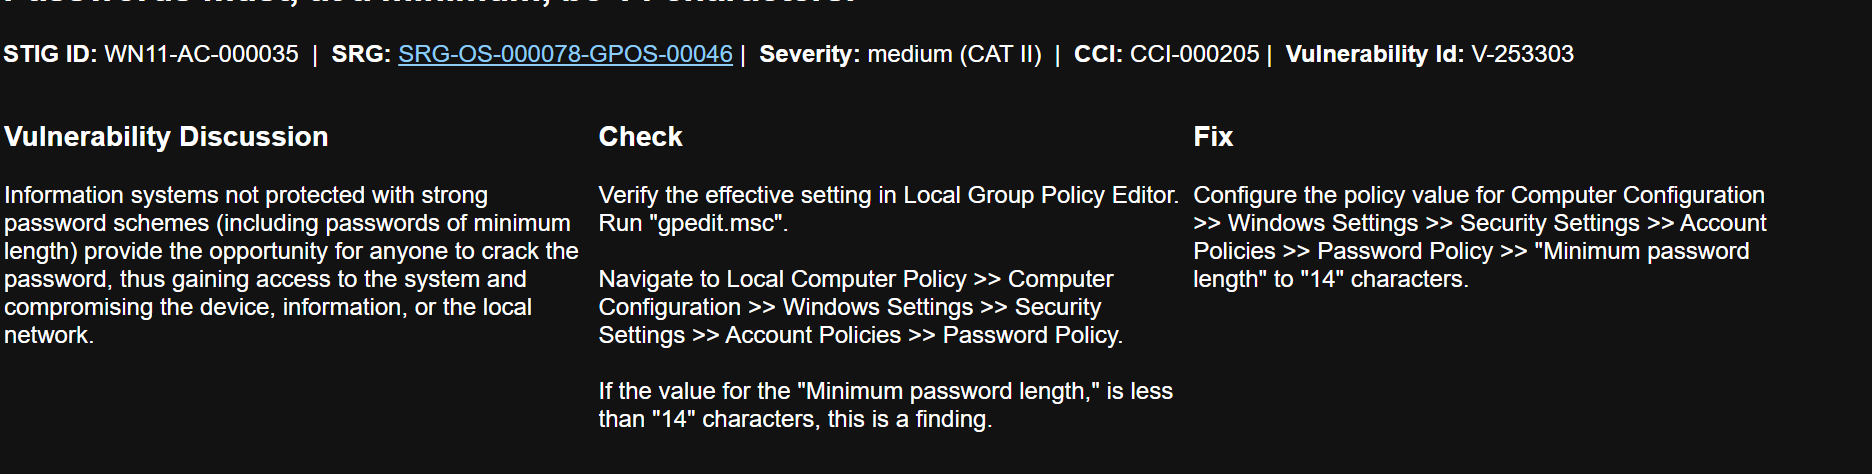 STIG ID: WN11-AC-000035 | SRG: SRG-OS-000078-GPOS-00046 | Severity: medium (CAT II) | CCI: CCI-000205 | Vulnerability Id: V-253303
Vulnerability Discussion
Information systems not protected with strong
password schemes (including passwords of minimum
length) provide the opportunity for anyone to crack the
password, thus gaining access to the system and
compromising the device, information, or the local
network.
Check
Verify the effective setting in Local Group Policy Editor.
Run "gpedit.msc".
Navigate to Local Computer Policy >> Computer
Configuration >> Windows Settings >> Security
Settings >> Account Policies >> Password Policy.
If the value for the "Minimum password length," is less
than "14" characters, this is a finding.
Fix
Configure the policy value for Computer Configuration
>> Windows Settings >> Security Settings >> Account
Policies >> Password Policy >> "Minimum password
length" to "14" characters.